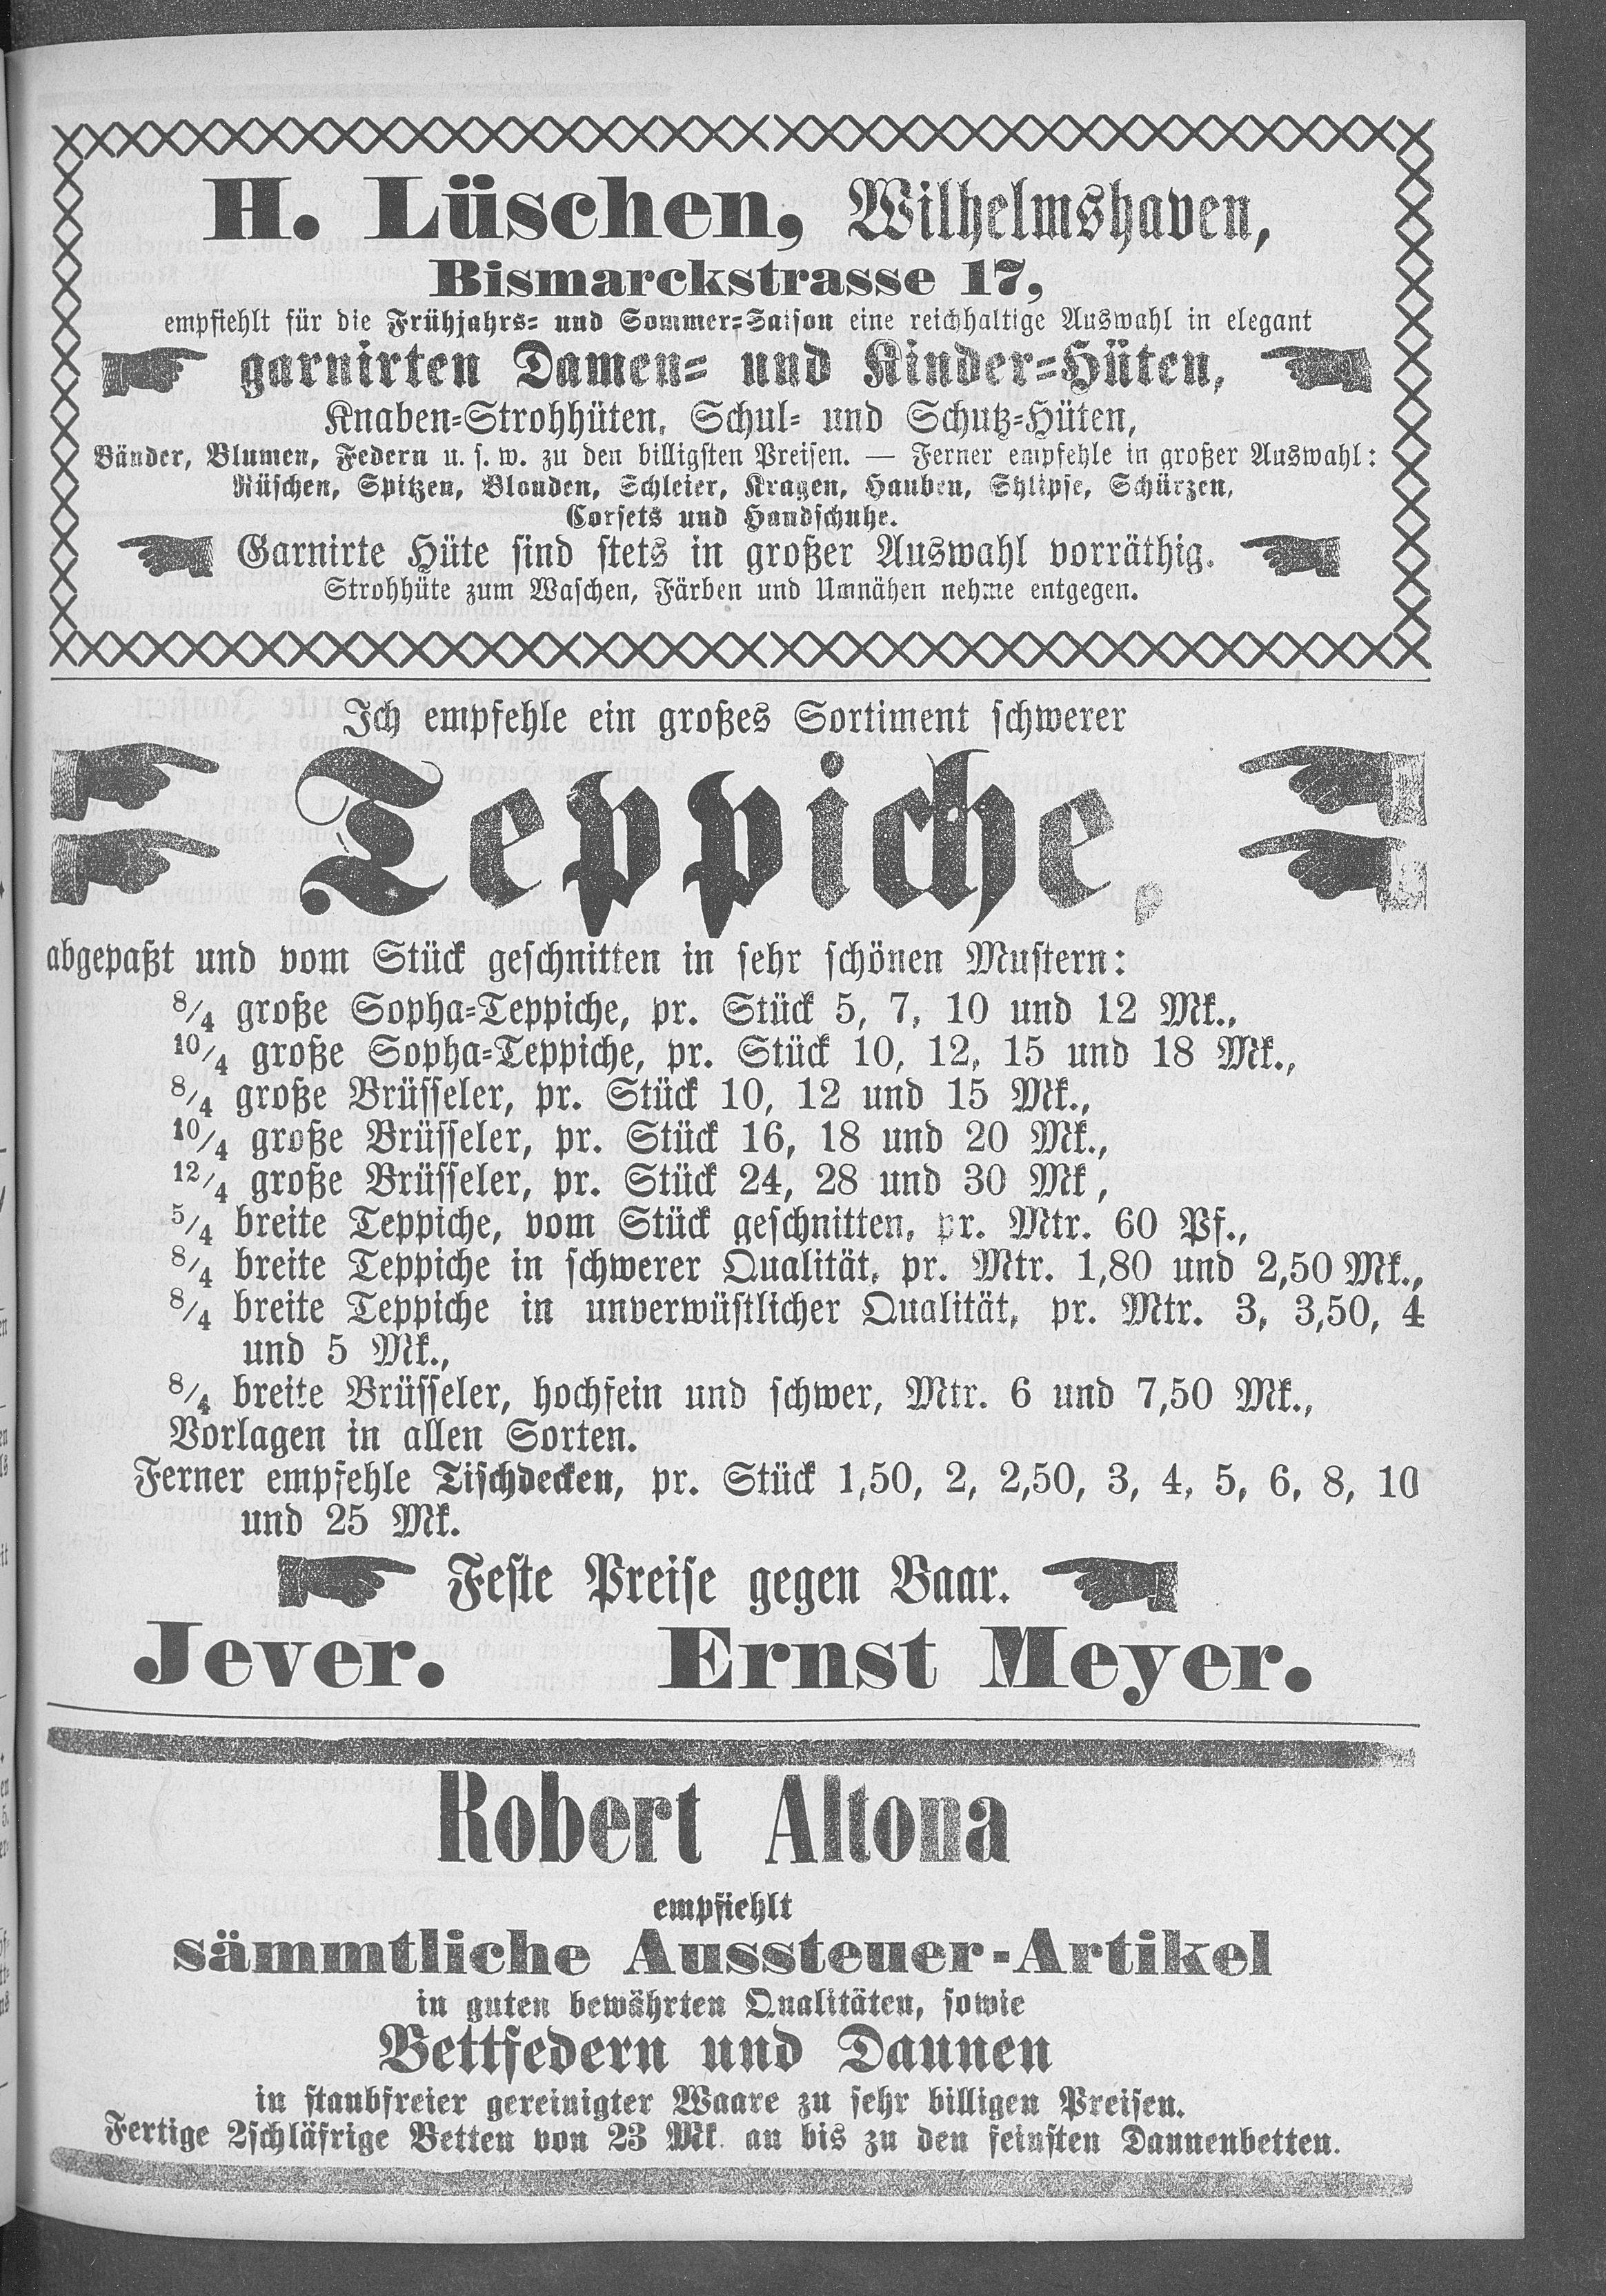 H. Lüschen, Wilhelmshaven,
Bismarckstrasse 17,
empfiehlt für die Frühjahrs- und Sommer-Saison eine reichhaltige Auswahl in elegant
garnirten Damen- und Kinder-Hüten,
Knaben-Strohhüten, Schul- und Schutz-Hüten,
Bänder, Blumen, Federn u. s. w. zu den billigsten Preisen. — Ferner empfehle in großer Auswahl:
Rüschen, Spitzen, Blonden, Schleier, Kragen, Hauben, Shlipse, Schürzen,
Corsets und Handschuhe.
Garnirte Hüte sind stets in großer Auswahl vorräthig.
Strohhüte zum Waschen, Färben und Umnähen nehme entgegen.
Ich empfehle ein großes Sortiment schwerer
Teppiche,
abgepaßt und vom Stück geschnitten in sehr schönen Mustern:
8/4 große Sopha-Teppiche, pr. Stück 5, 7, 10 und 12 Mk.,
10/4 große Sopha-Teppiche, pr. Stück 10, 12, 15 und 18 Mk.,
8/4 große Brüsseler, pr. Stück 10, 12 und 15 Mk.,
10/4 große Brüsseler, pr. Stück 16, 18 und 20 Mk.,
12/4 große Brüsseler, pr. Stück 24, 28 und 30 Mk,
5/4 breite Teppiche, vom Stück geschnitten, pr. Mtr. 60 Pf.,
8/4 breite Teppiche in schwerer Qualität, pr. Mtr. 1,80 und 2,50 Mk.,
8/4 breite Teppiche in unverwüstlicher Qualität, pr. Mtr. 3, 3,50, 4
und 5 Mk.,
8/4 breite Brüsseler, hochfein und schwer, Mtr. 6 und 7,50 Mk.,
Vorlagen in allen Sorten.
Ferner empfehle Tischdecken, pr. Stück 1,50, 2, 2,50, 3, 4, 5, 6, 8, 10
und 25 Mk.
Feste Preise gegen Baar.
Jever. Ernst Meyer.
Robert Altona
empfiehlt
sämmtliche Aussteuer-Artikel
in guten bewährten Qualitäten, sowie
Bettfedern und Daunen
in staubfreier gereinigter Waare zu sehr billigen Preisen.
Fertige 2schläfrige Betten von 23 Mk. an bis zu den feinsten Daunenbetten.